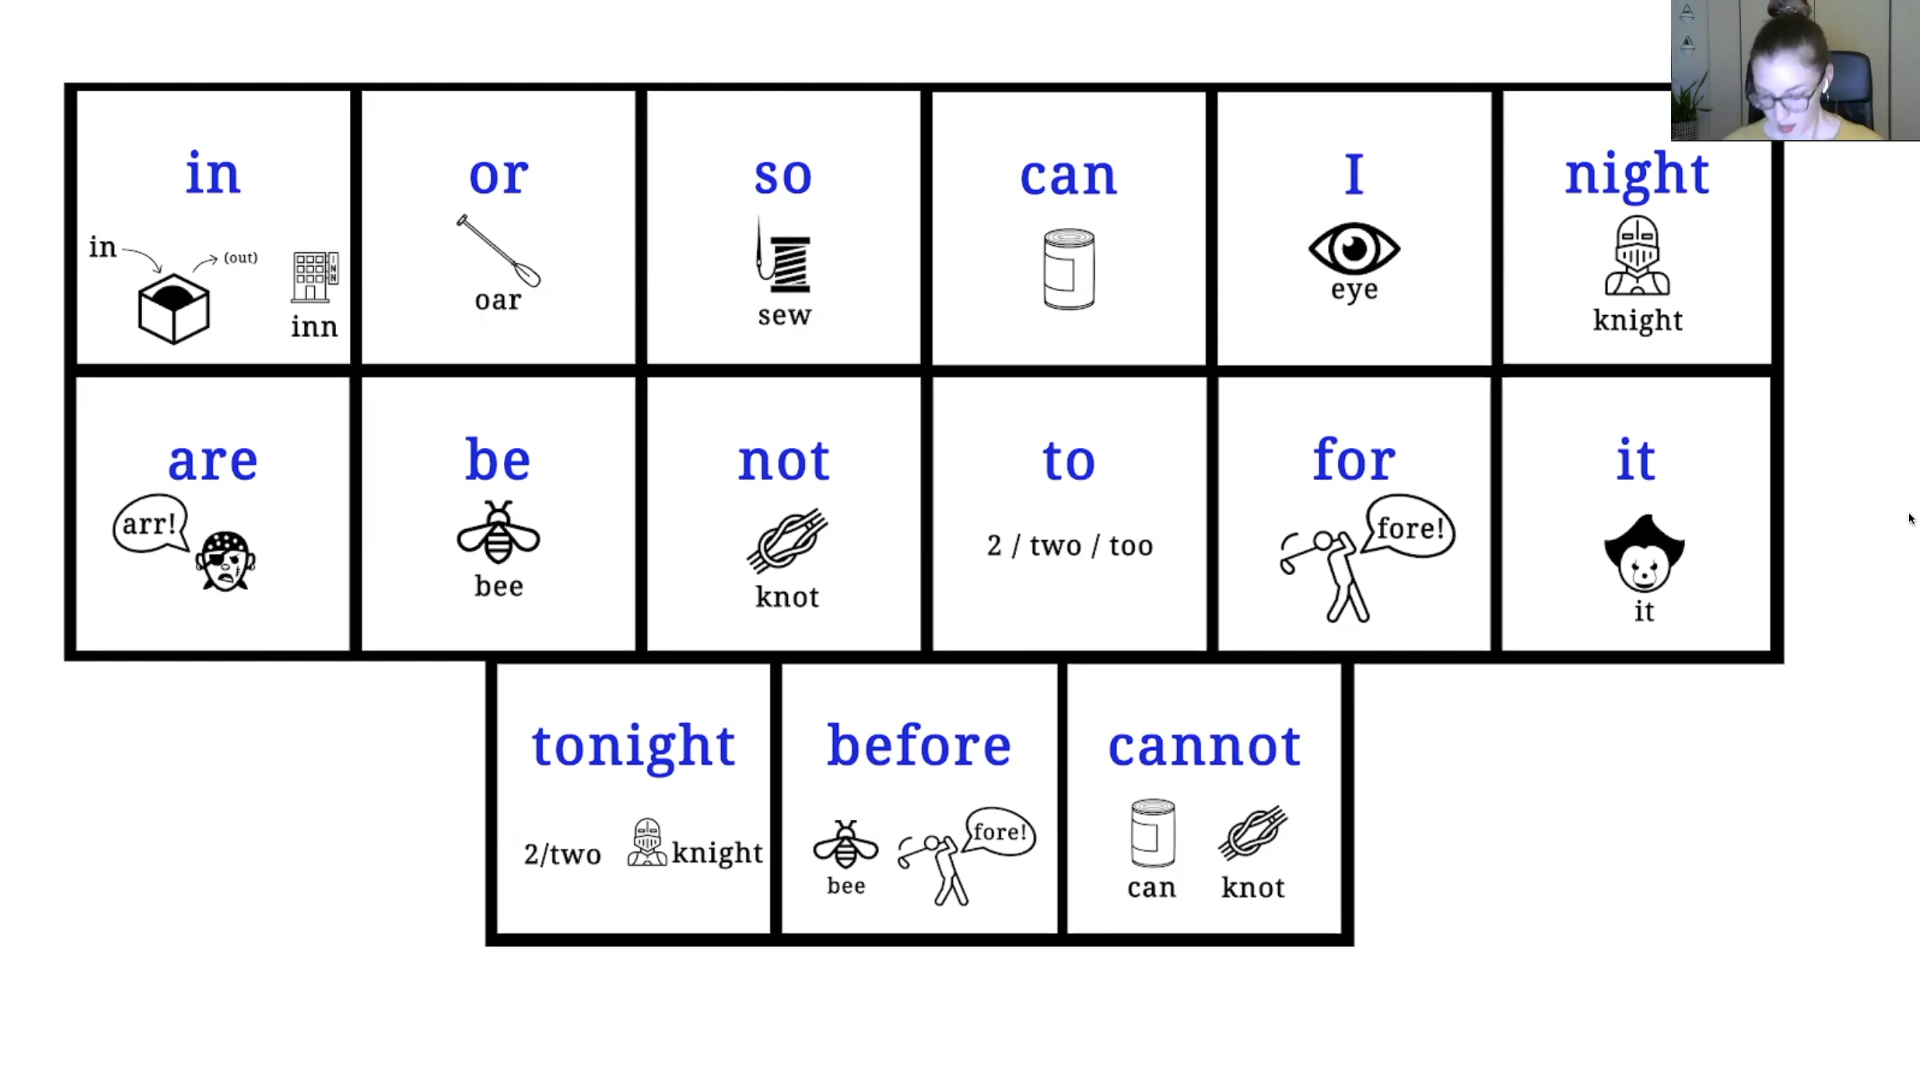 in
in
(out)
INN
inn
or
oar
so
sew
can
I
eye
night
knight
are
arr!
be
bee
not
knot
to
2 / two / too
for
fore!
it
it
tonight
2/two
knight
before
bee
fore!
cannot
can
knot